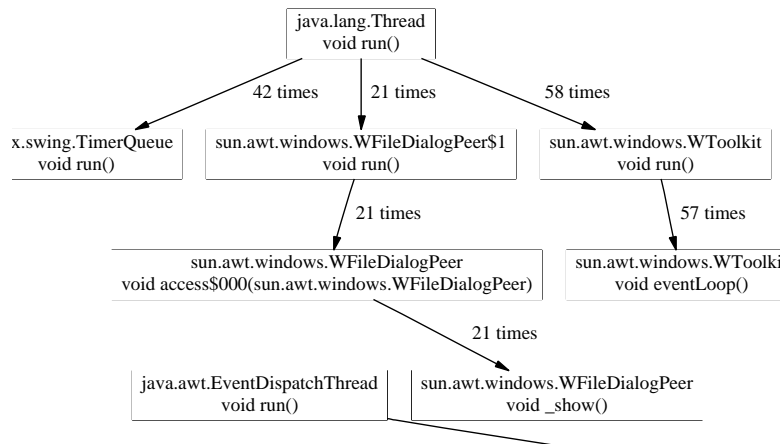 java.lang.Thread
void run()
42 times
21 times
58 times
x.swing.TimerQueue
void run()
sun.awt.windows.WFileDialogPeer$1
void run()
sun.awt.windows.WToolkit
void run()
21 times
57 times
sun.awt.windows.WFileDialogPeer
void access$000(sun.awt.windows.WFileDialogPeer)
sun.awt.windows.WToolki
void eventLoop()
21 times
java.awt.EventDispatchThread
void run()
sun.awt.windows.WFileDialogPeer
void _show()